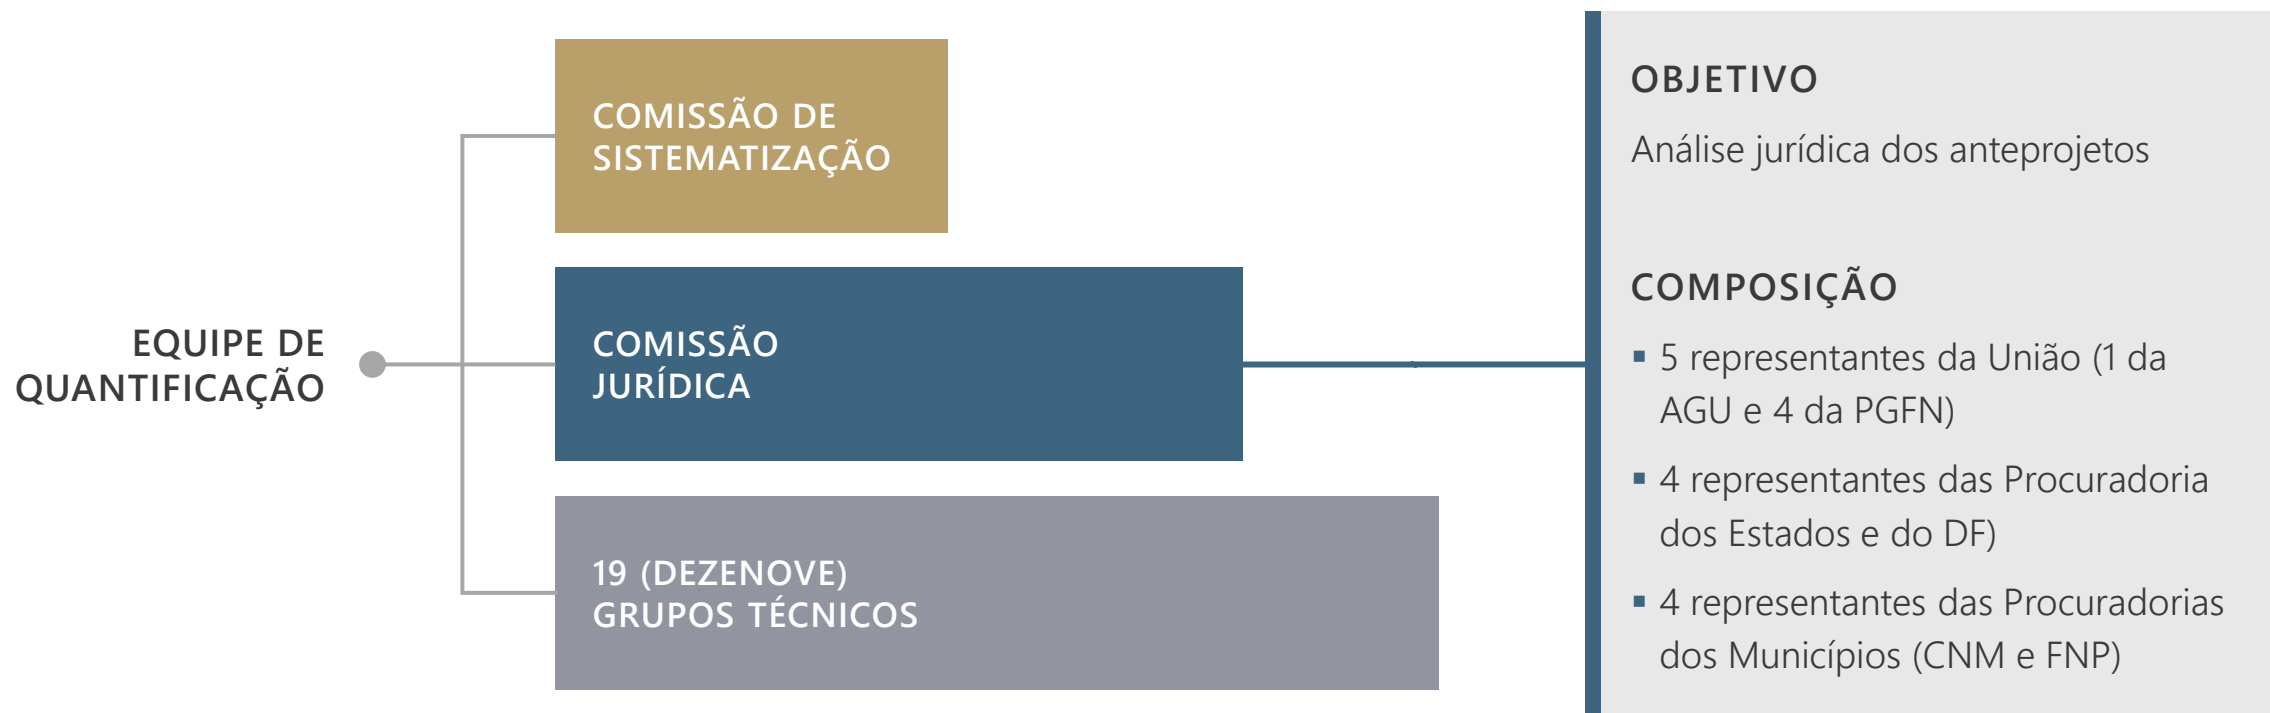 EQUIPE DE
QUANTIFICAÇÃO
COMISSÃO DE
SISTEMATIZAÇÃO
COMISSÃO
JURÍDICA
19 (DEZENOVE)
GRUPOS TÉCNICOS
OBJETIVO
Análise jurídica dos anteprojetos
COMPOSIÇÃO
▪ 5 representantes da União (1 da
AGU e 4 da PGFN)
▪ 4 representantes das Procuradoria
dos Estados e do DF)
▪ 4 representantes das Procuradorias
dos Municípios (CNM e FNP)